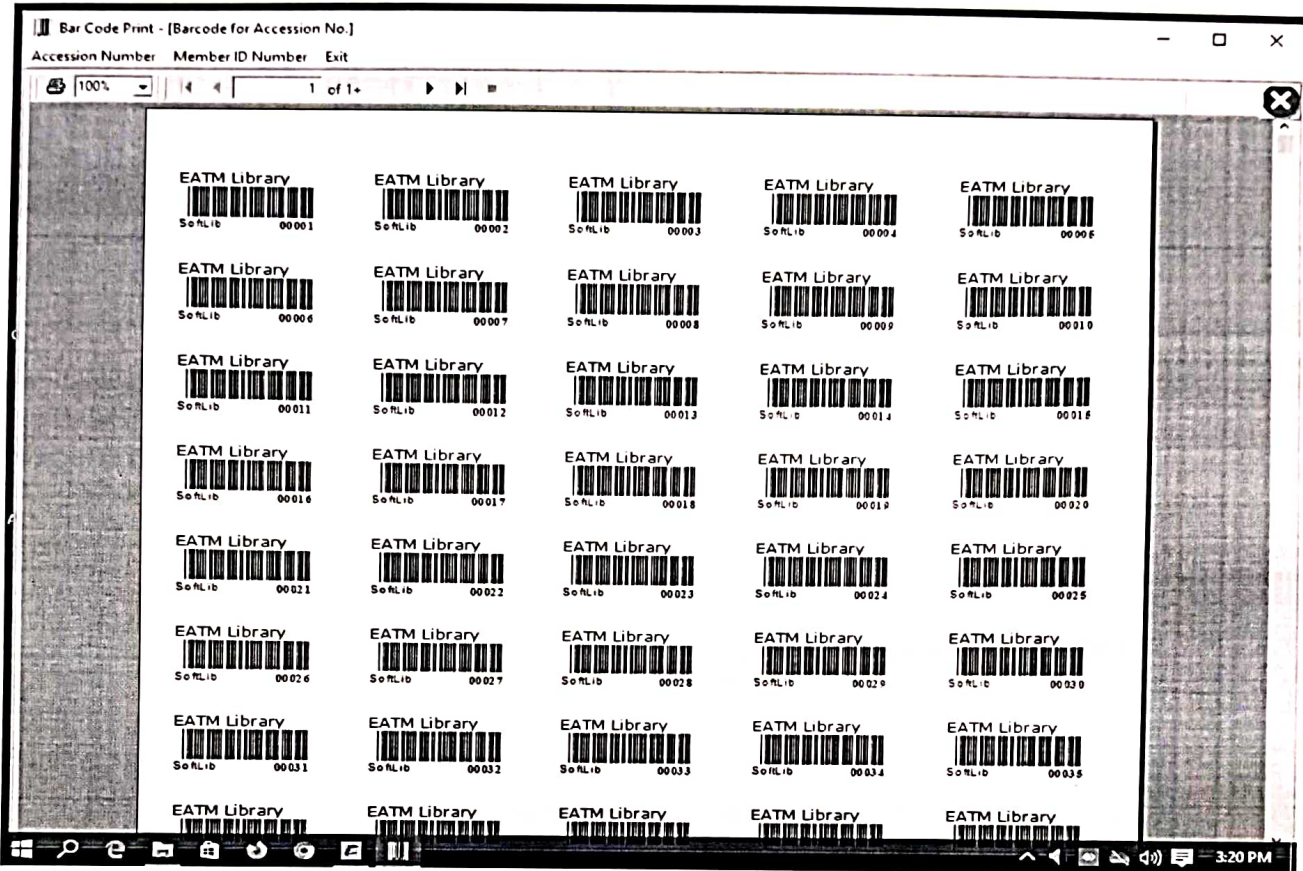 Bar Code Print - [Barcode for Accession No.]
Accession Number Member ID Number Exit
100% 1 of 1+
EATM Library EATM Library EATM Library EATM Library EATM Library
SoftLib 00001 SoftLib 00002 SoftLib 00003 SoftLib 00004 SoftLib 00005
EATM Library EATM Library EATM Library EATM Library EATM Library
SoftLib 00006 SoftLib 00007 SoftLib 00008 SoftLib 00009 SoftLib 00010
EATM Library EATM Library EATM Library EATM Library EATM Library
SoftLib 00011 SoftLib 00012 SoftLib 00013 SoftLib 00014 SoftLib 00015
EATM Library EATM Library EATM Library EATM Library EATM Library
SoftLib 00016 SoftLib 00017 SoftLib 00018 SoftLib 00019 SoftLib 00020
EATM Library EATM Library EATM Library EATM Library EATM Library
SoftLib 00021 SoftLib 00022 SoftLib 00023 SoftLib 00024 SoftLib 00025
EATM Library EATM Library EATM Library EATM Library EATM Library
SoftLib 00026 SoftLib 00027 SoftLib 00028 SoftLib 00029 SoftLib 00030
EATM Library EATM Library EATM Library EATM Library EATM Library
SoftLib 00031 SoftLib 00032 SoftLib 00033 SoftLib 00034 SoftLib 00035
EATM Library EATM Library EATM Library EATM Library EATM Library
3:20 PM